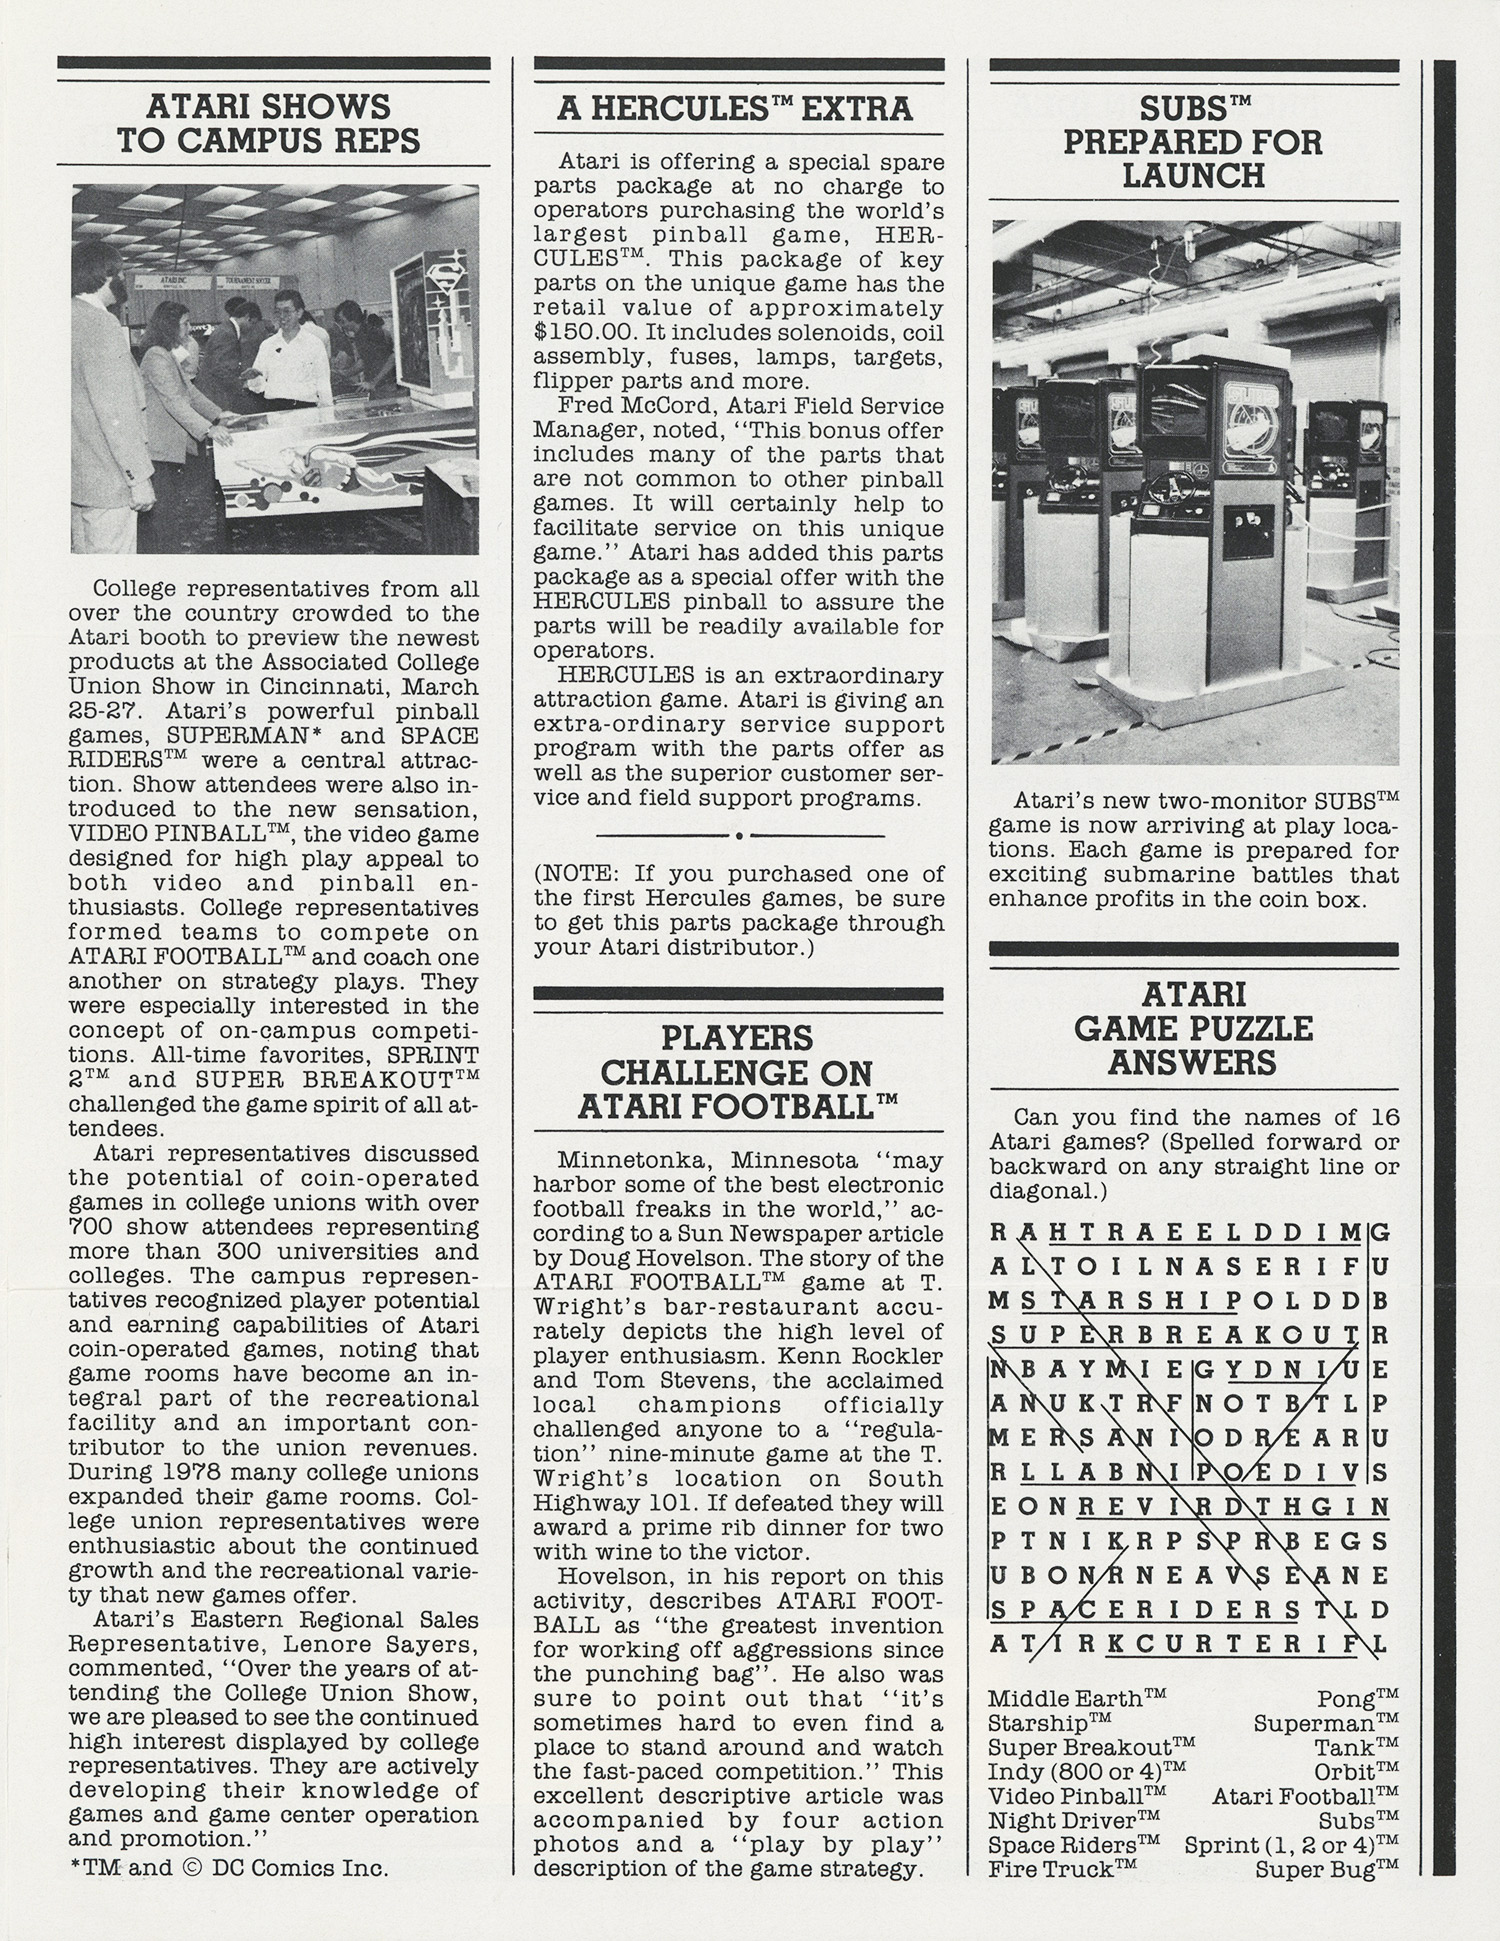 ATARI SHOWS
TO CAMPUS REPS
ATARI INC.
TOURNAMENT SOCCER
College representatives from all
over the country crowded to the
Atari booth to preview the newest
products at the Associated College
Union Show in Cincinnati, March
25-27. Atari's powerful pinball
games, SUPERMAN* and SPACE
RIDERS™ were a central attrac-
tion. Show attendees were also in-
troduced to the new sensation,
VIDEO PINBALL™, the video game
designed for high play appeal to
both video and pinball en-
thusiasts. College representatives
formed teams to compete on
ATARI FOOTBALL™ and coach one
another on strategy plays. They
were especially interested in the
concept of on-campus competi-
tions. All-time favorites, SPRINT
2™ and SUPER BREAKOUT™
challenged the game spirit of all at-
tendees.
Atari representatives discussed
the potential of coin-operated
games in college unions with over
700 show attendees representing
more than 300 universities and
colleges. The campus represen-
tatives recognized player potential
and earning capabilities of Atari
coin-operated games, noting that
game rooms have become an in-
tegral part of the recreational
facility and an important con-
tributor to the union revenues.
During 1978 many college unions
expanded their game rooms. Col-
lege union representatives were
enthusiastic about the continued
growth and the recreational varie-
ty that new games offer.
Atari's Eastern Regional Sales
Representative, Lenore Sayers,
commented, "Over the years of at-
tending the College Union Show,
we are pleased to see the continued
high interest displayed by college
representatives. They are actively
developing their knowledge of
games and game center operation
and promotion."
*TM and © DC Comics Inc.
A HERCULES™ EXTRA
Atari is offering a special spare
parts package at no charge to
operators purchasing the world's
largest pinball game, HER-
CULES™. This package of key
parts on the unique game has the
retail value of approximately
$150.00. It includes solenoids, coil
assembly, fuses, lamps, targets,
flipper parts and more.
Fred McCord, Atari Field Service
Manager, noted, "This bonus offer
includes many of the parts that
are not common to other pinball
games. It will certainly help to
facilitate service on this unique
game." Atari has added this parts
package as a special offer with the
HERCULES pinball to assure the
parts will be readily available for
operators.
HERCULES is an extraordinary
attraction game. Atari is giving an
extra-ordinary service support
program with the parts offer as
well as the superior customer ser-
vice and field support programs.
(NOTE: If you purchased one of
the first Hercules games, be sure
to get this parts package through
your Atari distributor.)
PLAYERS
CHALLENGE ON
ATARI FOOTBALL™
Minnetonka, Minnesota "may
harbor some of the best electronic
football freaks in the world," ac-
cording to a Sun Newspaper article
by Doug Hovelson. The story of the
ATARI FOOTBALL™ game at T.
Wright's bar-restaurant accu-
rately depicts the high level of
player enthusiasm. Kenn Rockler
and Tom Stevens, the acclaimed
local champions officially
challenged anyone to a "regula-
tion" nine-minute game at the T.
Wright's location on South
Highway 101. If defeated they will
award a prime rib dinner for two
with wine to the victor.
Hovelson, in his report on this
activity, describes ATARI FOOT-
BALL as "the greatest invention
for working off aggressions since
the punching bag". He also was
sure to point out that "it's
sometimes hard to even find a
place to stand around and watch
the fast-paced competition." This
excellent descriptive article was
accompanied by four action
photos and a "play by play"
description of the game strategy.
SUBS™
PREPARED FOR
LAUNCH
SUBS
Atari's new two-monitor SUBS™
game is now arriving at play loca-
tions. Each game is prepared for
exciting submarine battles that
enhance profits in the coin box.
ATARI
GAME PUZZLE
ANSWERS
Can you find the names of 16
Atari games? (Spelled forward or
backward on any straight line or
diagonal.)
R A H T R A E E L D D I M G
A L T O I L N A S E R I F U
M S T A R S H I P O L D D B
S U P E R B R E A K O U T R
N B A Y M I E G Y D N I U E
A N U K T R F N O T B T L P
M E R S A N I O D R E A R U
R L L A B N I P O E D I V S
E O N R E V I R D T H G I N
P T N I K R P S P R B E G S
U B O N R N E A V S E A N E
S P A C E R I D E R S T L D
A T I R K C U R T E R I F L
Middle Earth™ Pong™
Starship™ Superman™
Super Breakout™ Tank™
Indy (800 or 4)™ Orbit™
Video Pinball™ Atari Football™
Night Driver™ Subs™
Space Riders™ Sprint (1, 2 or 4)™
Fire Truck™ Super Bug™